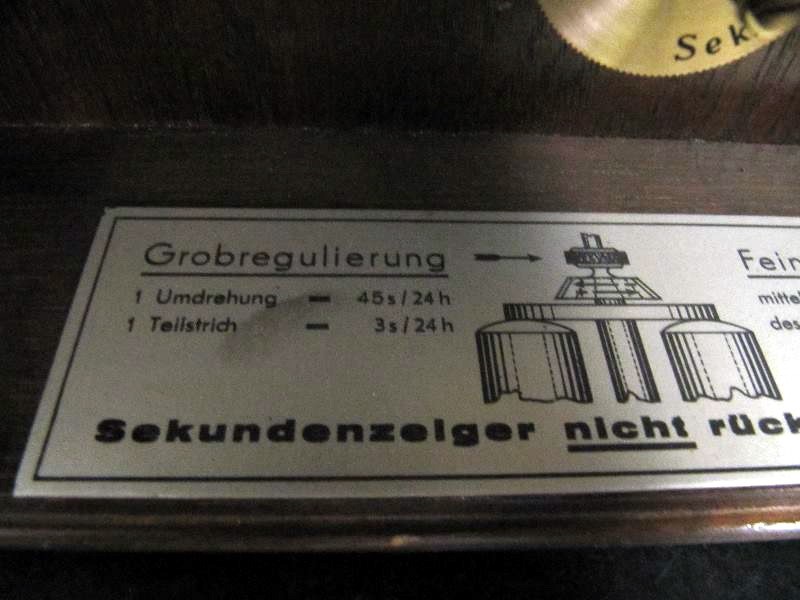 Sek
Grobregulierung
1 Umdrehung — 45s/24h
1 Teilstrich — 3s/24h
Fein
mittel
des
Sekundenzeiger nicht rück